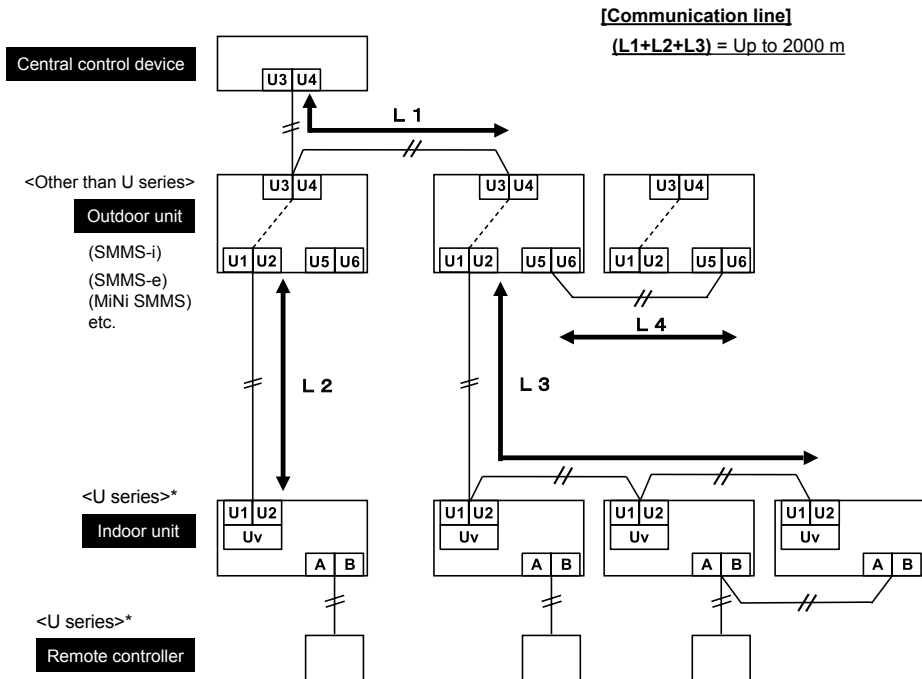 [Communication line]
(L1+L2+L3) = Up to 2000 m
Central control device
U3 U4
L 1
<Other than U series>
Outdoor unit
(SMMS-i)
(SMMS-e)
(MiNi SMMS)
etc.
U3 U4
U3 U4
U3 U4
U1 U2
U5 U6
U1 U2
U5 U6
U1 U2
U5 U6
L 4
L 2
L 3
<U series>*
Indoor unit
U1 U2
Uv
A B
U1 U2
Uv
A B
U1 U2
Uv
A B
U1 U2
Uv
A B
<U series>*
Remote controller